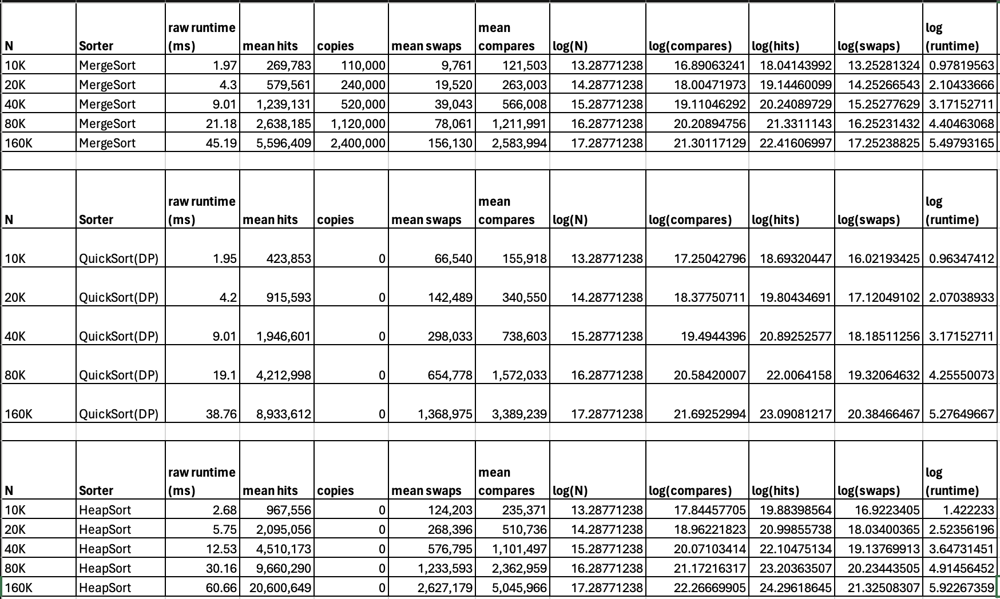 N Sorter raw runtime (ms) mean hits copies mean swaps mean compares log(N) log(compares) log(hits) log(swaps) log (runtime)
10K MergeSort 1.97 269,783 110,000 9,761 121,503 13.28771238 16.89063241 18.04143992 13.25281324 0.97819563
20K MergeSort 4.3 579,561 240,000 19,520 263,003 14.28771238 18.00471973 19.14460099 14.25266543 2.10433666
40K MergeSort 9.01 1,239,131 520,000 39,043 566,008 15.28771238 19.11046292 20.24089729 15.25277629 3.17152711
80K MergeSort 21.18 2,638,185 1,120,000 78,061 1,211,991 16.28771238 20.20894756 21.3311143 16.25231432 4.40463068
160K MergeSort 45.19 5,596,409 2,400,000 156,130 2,583,994 17.28771238 21.30117129 22.41606997 17.25238825 5.49793165
N Sorter raw runtime (ms) mean hits copies mean swaps mean compares log(N) log(compares) log(hits) log(swaps) log (runtime)
10K QuickSort(DP) 1.95 423,853 0 66,540 155,918 13.28771238 17.25042796 18.69320447 16.02193425 0.96347412
20K QuickSort(DP) 4.2 915,593 0 142,489 340,550 14.28771238 18.37750711 19.80434691 17.12049102 2.07038933
40K QuickSort(DP) 9.01 1,946,601 0 298,033 738,603 15.28771238 19.4944396 20.89252577 18.18511256 3.17152711
80K QuickSort(DP) 19.1 4,212,998 0 654,778 1,572,033 16.28771238 20.58420007 22.0064158 19.32064632 4.25550073
160K QuickSort(DP) 38.76 8,933,612 0 1,368,975 3,389,239 17.28771238 21.69252994 23.09081217 20.38466467 5.27649667
N Sorter raw runtime (ms) mean hits copies mean swaps mean compares log(N) log(compares) log(hits) log(swaps) log (runtime)
10K HeapSort 2.68 967,556 0 124,203 235,371 13.28771238 17.84457705 19.88398564 16.9223405 1.422233
20K HeapSort 5.75 2,095,056 0 268,396 510,736 14.28771238 18.96221823 20.99855738 18.03400365 2.52356196
40K HeapSort 12.53 4,510,173 0 576,795 1,101,497 15.28771238 20.07103414 22.10475134 19.13769913 3.64731451
80K HeapSort 30.16 9,660,290 0 1,233,593 2,362,959 16.28771238 21.17216317 23.20363507 20.23443505 4.91456452
160K HeapSort 60.66 20,600,649 0 2,627,179 5,045,966 17.28771238 22.26669905 24.29618645 21.32508307 5.92267359